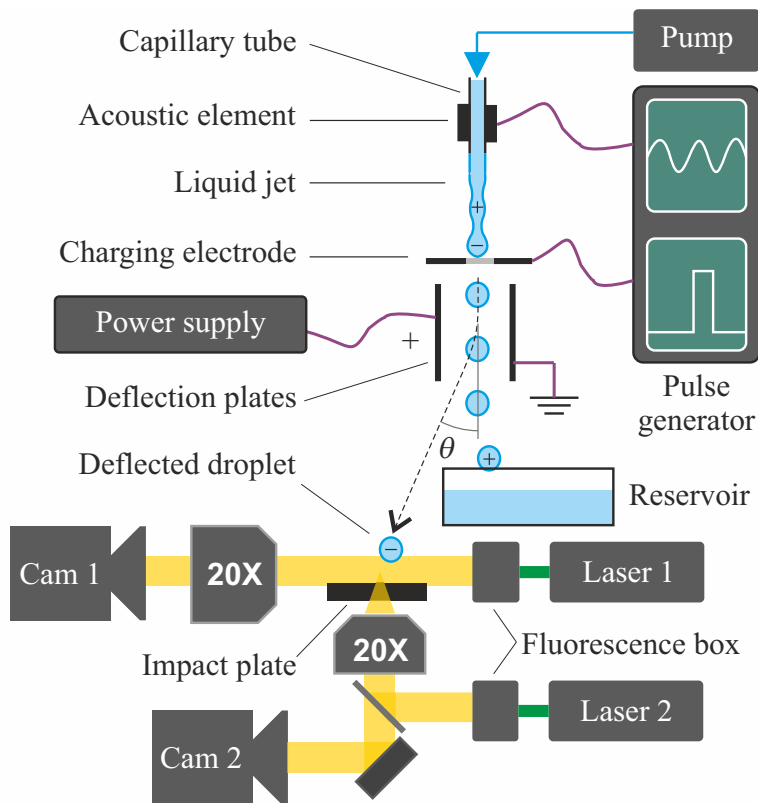 Capillary tube
Pump
Acoustic element
Liquid jet
+
−
Charging electrode
Power supply
+
Deflection plates
Pulse
generator
θ
Deflected droplet
+
Reservoir
−
Cam 1
20X
Laser 1
Impact plate
20X
Fluorescence box
Cam 2
Laser 2